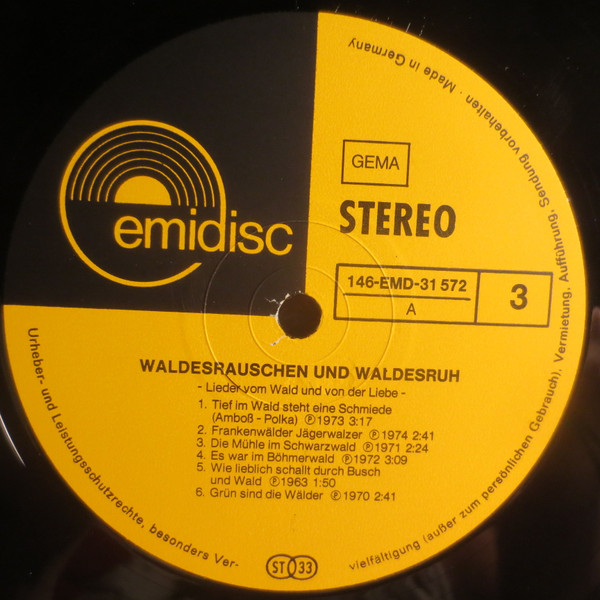 emidisc
GEMA
STEREO
146-EMD-31 572
A
3
WALDESRAUSCHEN UND WALDESRUH
- Lieder vom Wald und von der Liebe -
1. Tief im Wald steht eine Schmiede
(Amboß - Polka) Ⓟ 1973 3:17
2. Frankenwälder Jägerwalzer Ⓟ 1974 2:41
3. Die Mühle im Schwarzwald Ⓟ 1971 2:24
4. Es war im Böhmerwald Ⓟ 1972 3:09
5. Wie lieblich schallt durch Busch
und Wald Ⓟ 1963 1:50
6. Grün sind die Wälder Ⓟ 1970 2:41
ST 33
Urheber- und Leistungsschutzrechte, besonders Ver-
vielfältigung (außer zum persönlichen Gebrauch), Vermietung, Aufführung, Sendung vorbehalten · Made in Germany